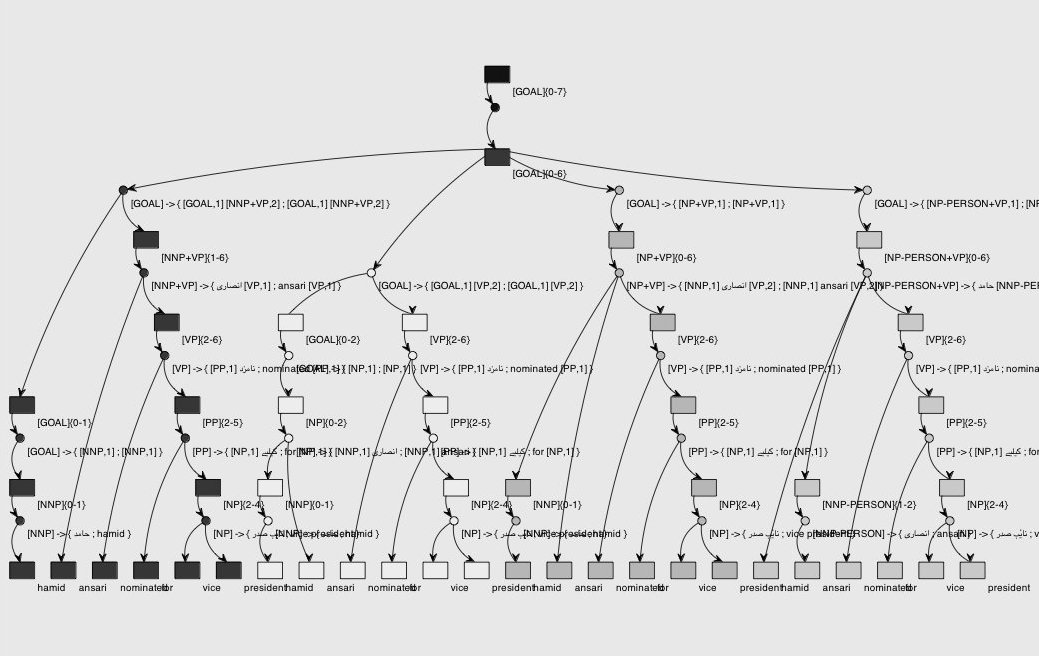 [GOAL]{0-7}
[GOAL]{0-6}
[GOAL] -> { [GOAL,1] [NNP+VP,2] ; [GOAL,1] [NNP+VP,2] }
[GOAL] -> { [NP+VP,1] ; [NP+VP,1] }
[GOAL] -> { [NP-PERSON+VP,1] ; [NP
[NNP+VP]{1-6}
[NP+VP]{0-6}
[NP-PERSON+VP]{0-6}
[NNP+VP] -> { انصاری [VP,1] ; ansari [VP,1] }
[GOAL] -> { [GOAL,1] [VP,2] ; [GOAL,1] [VP,2] }
[NP+VP] -> { [NNP,1] انصاری [VP,2] ; [NNP,1] ansari [VP,2] }
[NP-PERSON+VP] -> { حامد [NNP-PE
[VP]{2-6}
[GOAL]{0-2}
[VP]{2-6}
[VP]{2-6}
[VP]{2-6}
[VP] -> { [PP,1] نامزد ; nominated [PP,1] }
[GOAL] -> { [NP,1] ; [NP,1] }
[VP] -> { [PP,1] نامزد ; nominated [PP,1] }
[VP] -> { [PP,1] نامزد ; nominated [PP,1] }
[VP] -> { [PP,1] نامزد ; nomina
[GOAL]{0-1}
[PP]{2-5}
[NP]{0-2}
[PP]{2-5}
[PP]{2-5}
[PP]{2-5}
[GOAL] -> { [NNP,1] ; [NNP,1] }
[PP] -> { [NP,1] کیلیے ; for [NP,1] }
[NP] -> { [NNP,1] انصاری ; [NNP,1] ansari }
[PP] -> { [NP,1] کیلیے ; for [NP,1] }
[PP] -> { [NP,1] کیلیے ; for [NP,1] }
[PP] -> { [NP,1] کیلیے ; for
[NNP]{0-1}
[NP]{2-4}
[NNP]{0-1}
[NP]{2-4}
[NNP]{0-1}
[NP]{2-4}
[NNP-PERSON]{1-2}
[NP]{2-4}
[NNP] -> { حامد ; hamid }
[NP] -> { نایٔب صدر ; vice president }
[NNP] -> { hamid }
[NP] -> { نایٔب صدر ; vice president }
[NNP] -> { hamid }
[NP] -> { نایٔب صدر ; vice president }
[NNP-PERSON] -> { انصاری ; ansari }
[NP] -> { نایٔب صدر ; v
hamid ansari nominated for vice president hamid ansari nominated for vice president hamid ansari nominated for vice president hamid ansari nominated for vice president